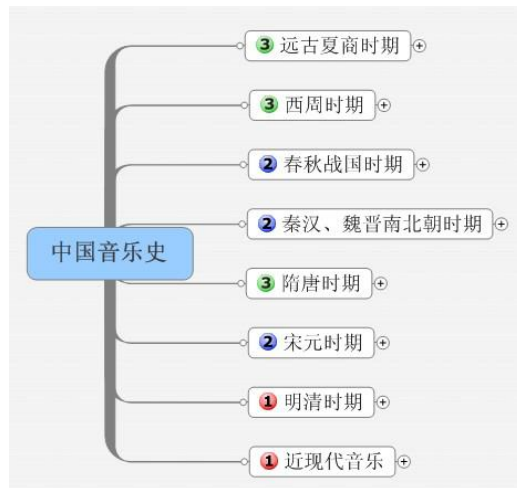 3 远古夏商时期
3 西周时期
2 春秋战国时期
2 秦汉、魏晋南北朝时期
中国音乐史
3 隋唐时期
2 宋元时期
1 明清时期
1 近现代音乐